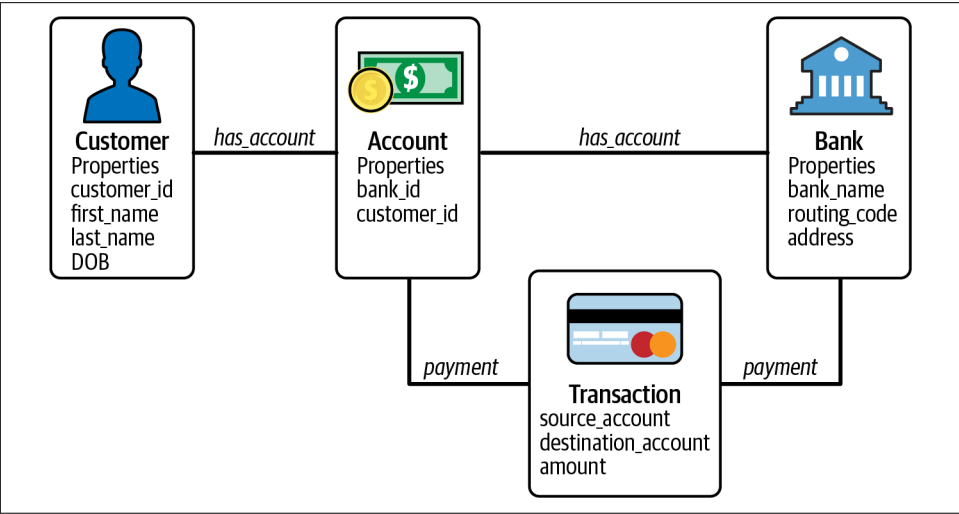 Customer
Properties
customer_id
first_name
last_name
DOB
has_account
$
$
Account
Properties
bank_id
customer_id
has_account
Bank
Properties
bank_name
routing_code
address
payment
Transaction
source_account
destination_account
amount
payment